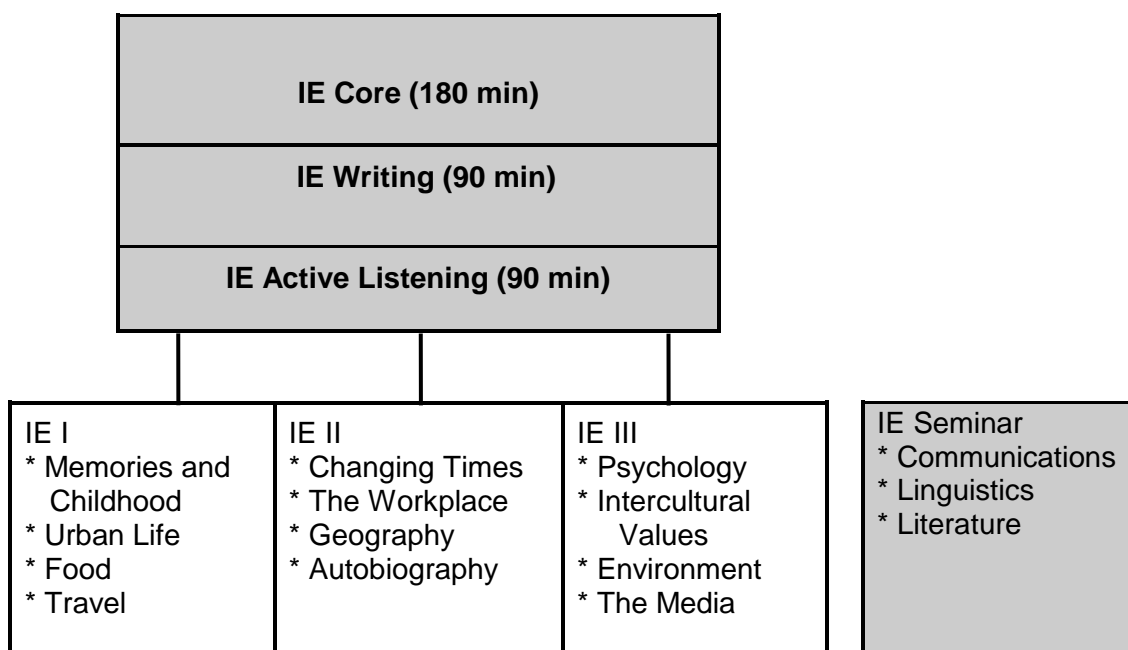 IE Core (180 min)
IE Writing (90 min)
IE Active Listening (90 min)
IE I
* Memories and
Childhood
* Urban Life
* Food
* Travel
IE II
* Changing Times
* The Workplace
* Geography
* Autobiography
IE III
* Psychology
* Intercultural
Values
* Environment
* The Media
IE Seminar
* Communications
* Linguistics
* Literature